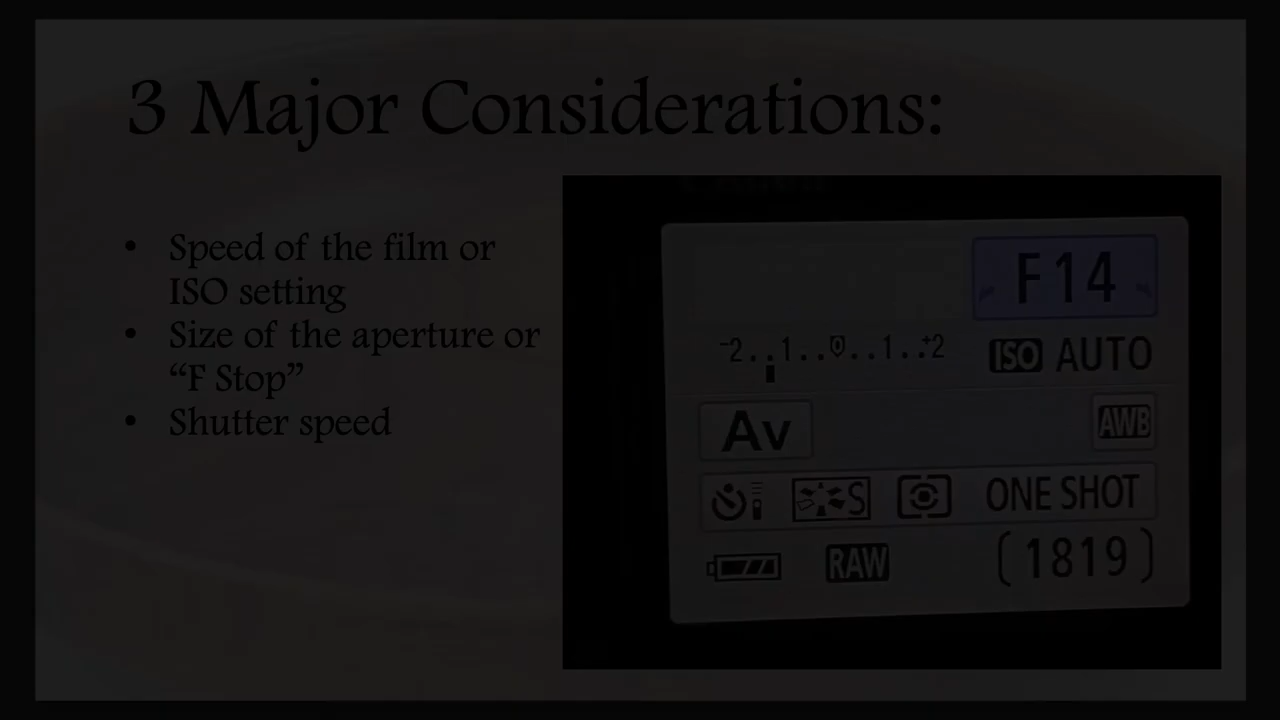 3 Major Considerations:
• Speed of the film or
ISO setting
• Size of the aperture or
“F Stop”
• Shutter speed
F14
-2..1..0..1..+2
ISO AUTO
Av
AWB
S
ONE SHOT
RAW
(1819)